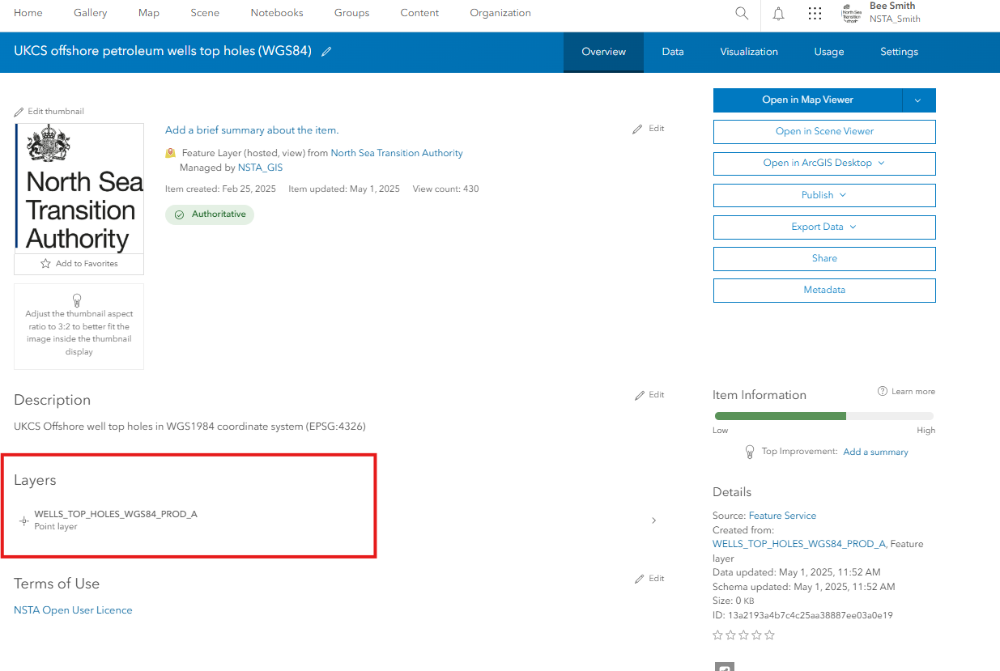 Home Gallery Map Scene Notebooks Groups Content Organization
Bee Smith
NSTA_Smith
UKCS offshore petroleum wells top holes (WGS84)
Overview Data Visualization Usage Settings
Edit thumbnail
North Sea
Transition
Authority
Add to Favorites
Adjust the thumbnail aspect
ratio to 3:2 to better fit the
image inside the thumbnail
display
Add a brief summary about the item.
Edit
Feature Layer (hosted, view) from North Sea Transition Authority
Managed by NSTA_GIS
Item created: Feb 25, 2025 Item updated: May 1, 2025 View count: 430
Authoritative
Open in Map Viewer
Open in Scene Viewer
Open in ArcGIS Desktop
Publish
Export Data
Share
Metadata
Description
Edit
UKCS Offshore well top holes in WGS1984 coordinate system (EPSG:4326)
Layers
WELLS_TOP_HOLES_WGS84_PROD_A
Point layer
Terms of Use
Edit
NSTA Open User Licence
Item Information
Learn more
Low High
Top Improvement: Add a summary
Details
Source: Feature Service
Created from:
WELLS_TOP_HOLES_WGS84_PROD_A, Feature
layer
Data updated: May 1, 2025, 11:52 AM
Schema updated: May 1, 2025, 11:52 AM
Size: 0 KB
ID: 13a2193a4b7c4c25aa38887ee03a0e19